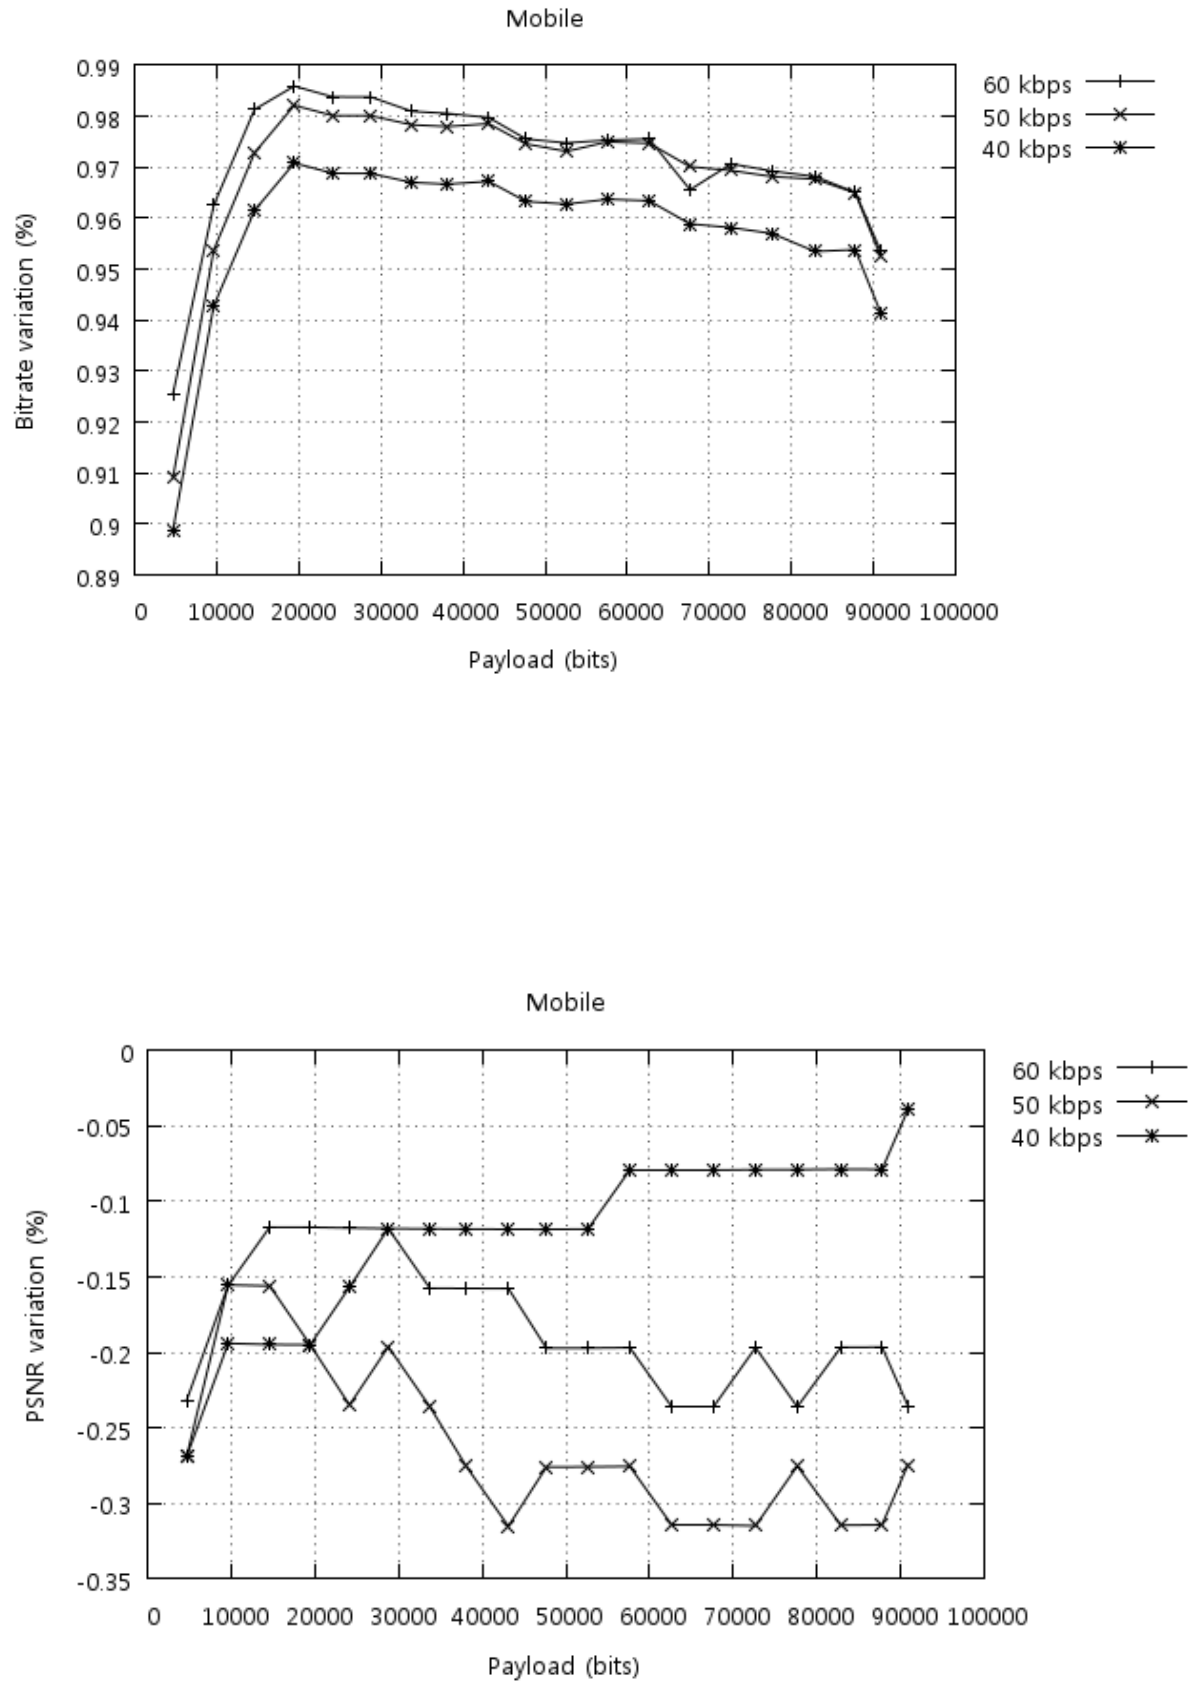 Mobile
0.99
0.98
0.97
0.96
0.95
0.94
0.93
0.92
0.91
0.9
0.89
Bitrate variation (%)
0 10000 20000 30000 40000 50000 60000 70000 80000 90000 100000
Payload (bits)
60 kbps
50 kbps
40 kbps
Mobile
0
-0.05
-0.1
-0.15
-0.2
-0.25
-0.3
-0.35
PSNR variation (%)
0 10000 20000 30000 40000 50000 60000 70000 80000 90000 100000
Payload (bits)
60 kbps
50 kbps
40 kbps